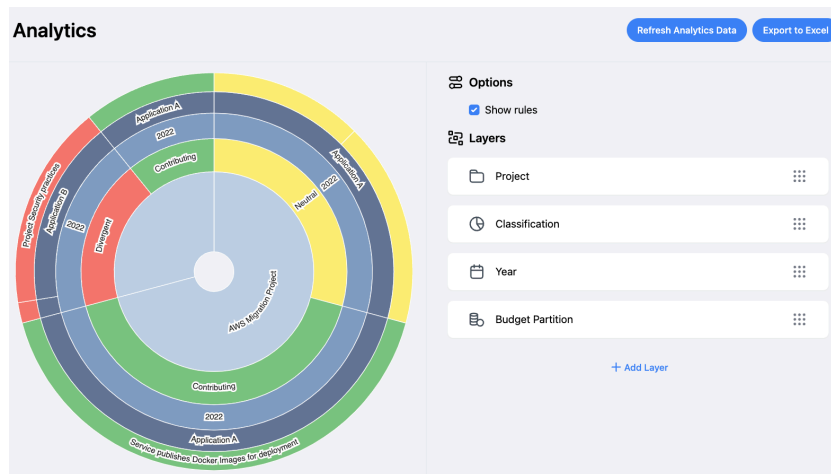 Analytics
Refresh Analytics Data
Export to Excel
Options
Show rules
Layers
Project
Classification
Year
Budget Partition
+ Add Layer
Application A
2022
Contributing
Application A
2022
Neutral
Project Security practices
Application B
2022
Divergent
AWS Migration Project
Contributing
2022
Application A
Service publishes Docker Images for deployment